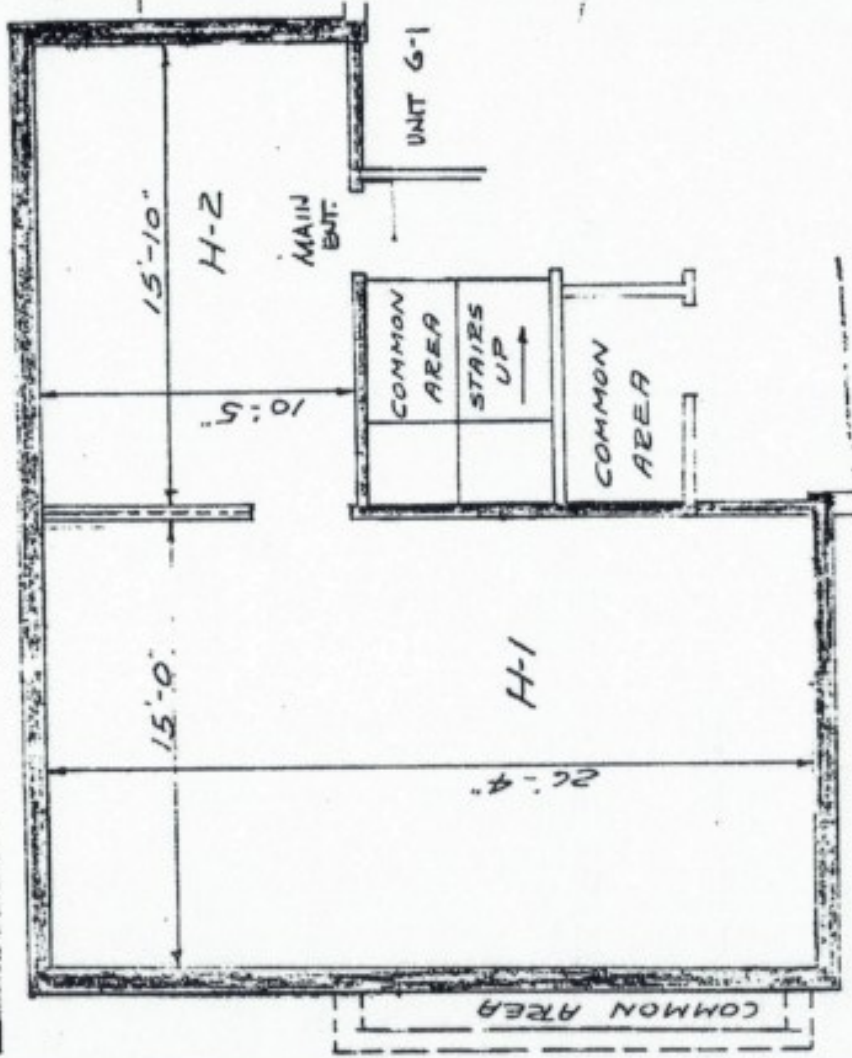 UNIT G-1
15'-10"
H-2
MAIN
ENT.
10'-5"
COMMON
AREA
STAIRS
UP
COMMON
AREA
15'-0"
H-1
26'-4"
COMMON AREA